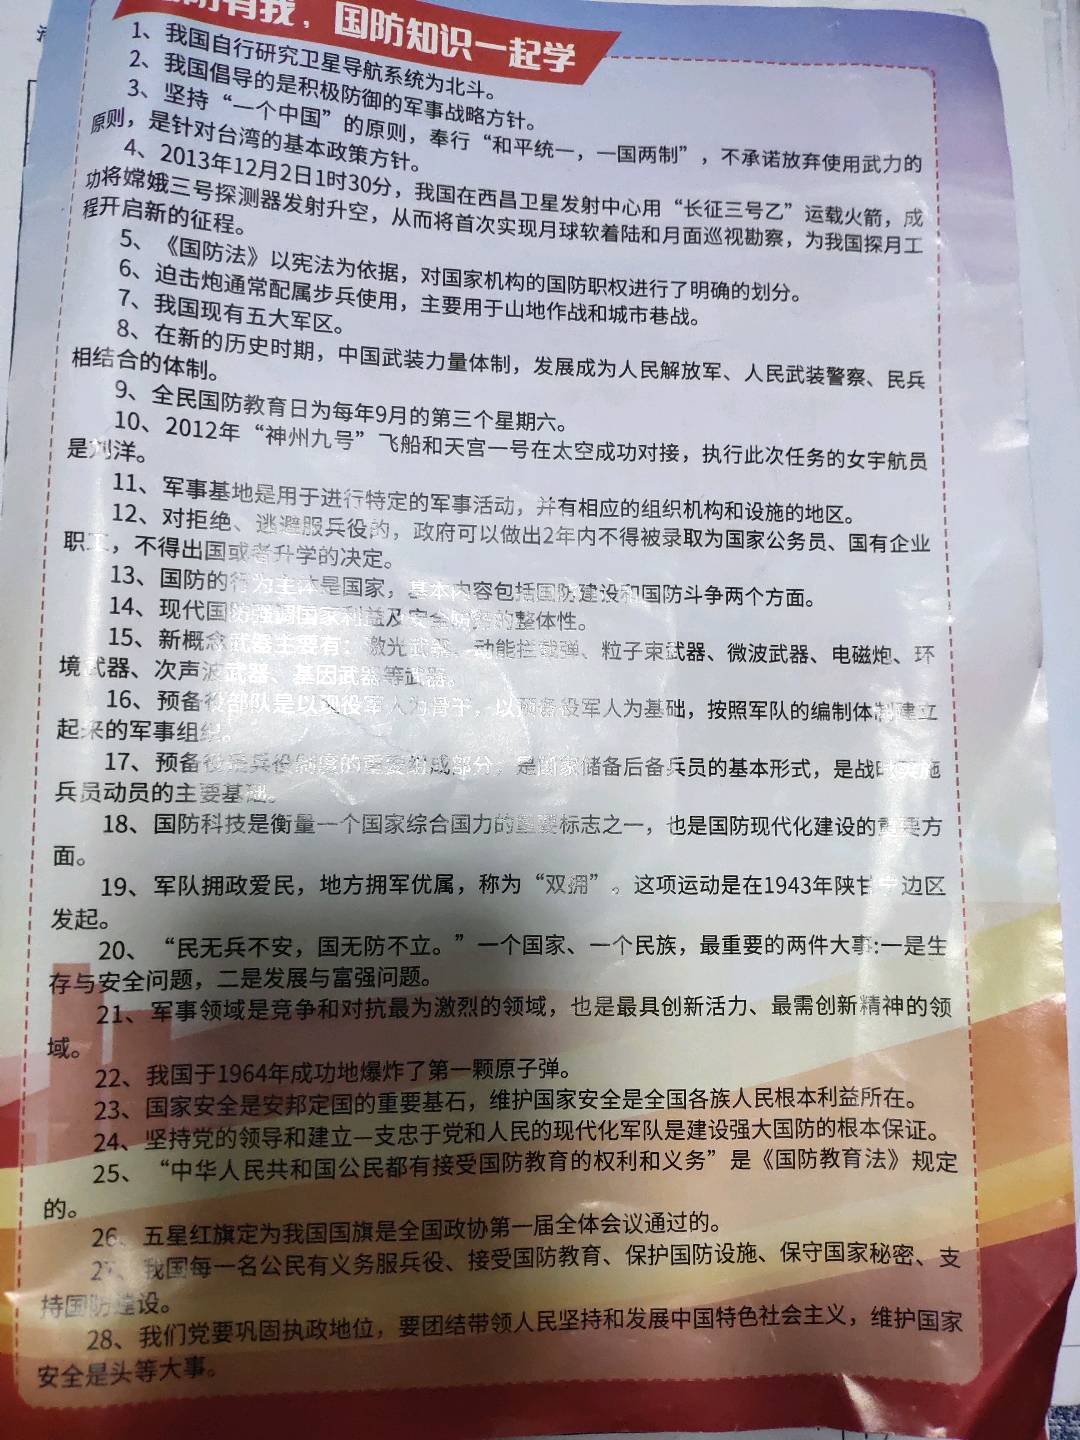 防有我，国防知识一起学
1、我国自行研究卫星导航系统为北斗。
2、我国倡导的是积极防御的军事战略方针。
3、坚持“一个中国”的原则，奉行“和平统一，一国两制”，不承诺放弃使用武力的
原则，是针对台湾的基本政策方针。
4、2013年12月2日1时30分，我国在西昌卫星发射中心用“长征三号乙”运载火箭，成
功将嫦娥三号探测器发射升空，从而将首次实现月球软着陆和月面巡视勘察，为我国探月工
程开启新的征程。
5、《国防法》以宪法为依据，对国家机构的国防职权进行了明确的划分。
6、迫击炮通常配属步兵使用，主要用于山地作战和城市巷战。
7、我国现有五大军区。
8、在新的历史时期，中国武装力量体制，发展成为人民解放军、人民武装警察、民兵
相结合的体制。
9、全民国防教育日为每年9月的第三个星期六。
10、2012年“神州九号”飞船和天宫一号在太空成功对接，执行此次任务的女宇航员
是刘洋。
11、军事基地是用于进行特定的军事活动，并有相应的组织机构和设施的地区。
12、对拒绝、逃避服兵役的，政府可以做出2年内不得被录取为国家公务员、国有企业
职工，不得出国或者升学的决定。
13、国防的行为主体是国家，基本内容包括国防建设和国防斗争两个方面。
14、现代国防强调国家利益及安全防务的整体性。
15、新概念武器主要有：激光武器、动能拦截弹、粒子束武器、微波武器、电磁炮、环
境武器、次声波武器、基因武器等武器。
16、预备役部队是以现役军人为骨干，以预备役军人为基础，按照军队的编制体制建立
起来的军事组织。
17、预备役是兵役制度的重要组成部分，是国家储备后备兵员的基本形式，是战时实施
兵员动员的主要基础。
18、国防科技是衡量一个国家综合国力的重要标志之一，也是国防现代化建设的重要方
面。
19、军队拥政爱民，地方拥军优属，称为“双拥”。这项运动是在1943年陕甘宁边区
发起。
20、“民无兵不安，国无防不立。”一个国家、一个民族，最重要的两件大事:一是生
存与安全问题，二是发展与富强问题。
21、军事领域是竞争和对抗最为激烈的领域，也是最具创新活力、最需创新精神的领
域。
22、我国于1964年成功地爆炸了第一颗原子弹。
23、国家安全是安邦定国的重要基石，维护国家安全是全国各族人民根本利益所在。
24、坚持党的领导和建立一支忠于党和人民的现代化军队是建设强大国防的根本保证。
25、“中华人民共和国公民都有接受国防教育的权利和义务”是《国防教育法》规定
的。
26、五星红旗定为我国国旗是全国政协第一届全体会议通过的。
27、我国每一名公民有义务服兵役、接受国防教育、保护国防设施、保守国家秘密、支
持国防建设。
28、我们党要巩固执政地位，要团结带领人民坚持和发展中国特色社会主义，维护国家
安全是头等大事。